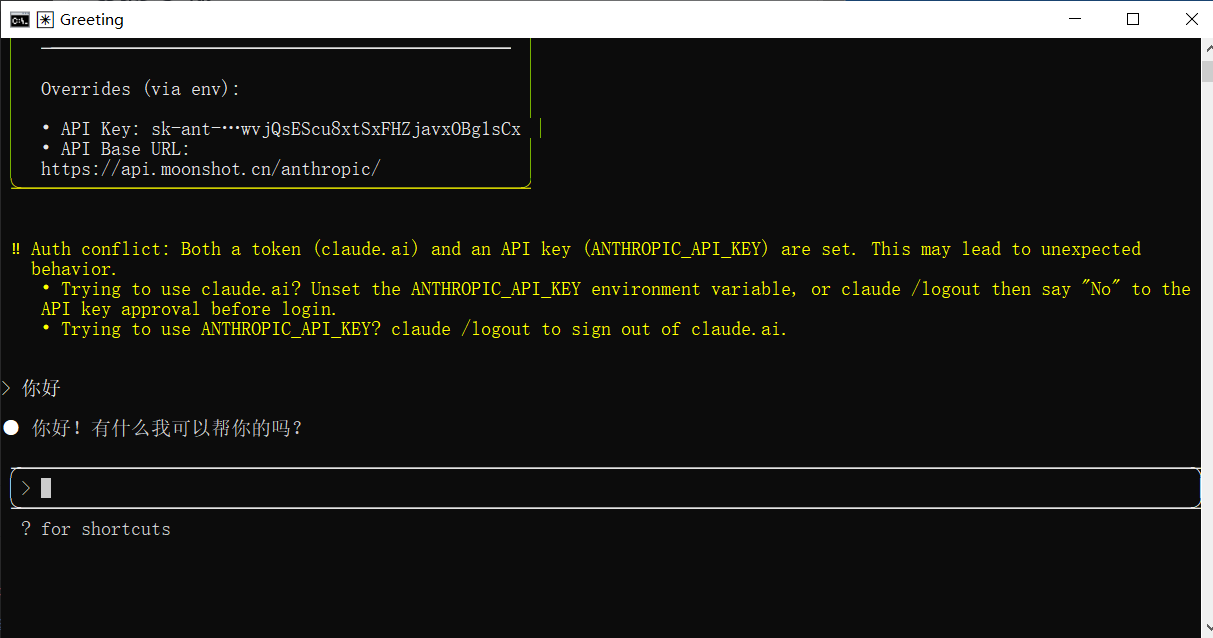 Greeting
Overrides (via env):
• API Key: sk-ant-…wvjQsEScu8xtSxFHZjavxOBglsCx
• API Base URL:
https://api.moonshot.cn/anthropic/
‼ Auth conflict: Both a token (claude.ai) and an API key (ANTHROPIC_API_KEY) are set. This may lead to unexpected
behavior.
• Trying to use claude.ai? Unset the ANTHROPIC_API_KEY environment variable, or claude /logout then say "No" to the
API key approval before login.
• Trying to use ANTHROPIC_API_KEY? claude /logout to sign out of claude.ai.
> 你好
● 你好！有什么我可以帮你的吗？
>
? for shortcuts